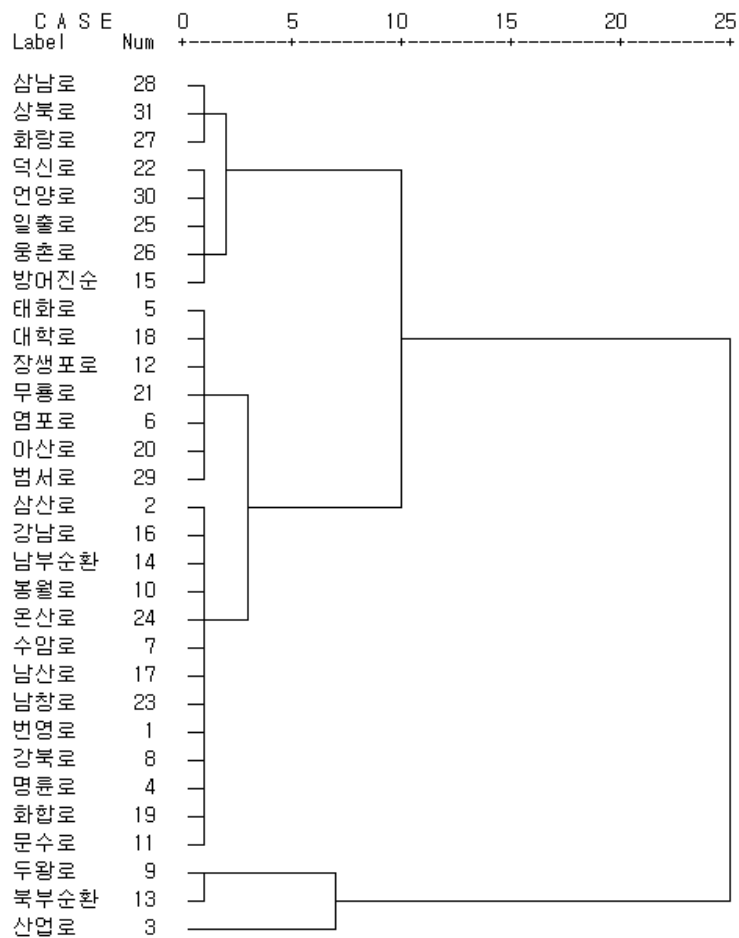 C A S E 0 5 10 15 20 25
Label Num +---------+---------+---------+---------+---------+
삼남로 28
상북로 31
화랑로 27
덕신로 22
언양로 30
일출로 25
웅촌로 26
방어진순 15
태화로 5
대학로 18
장생포로 12
무룡로 21
염포로 6
아산로 20
범서로 29
삼산로 2
강남로 16
남부순환 14
봉월로 10
온산로 24
수암로 7
남산로 17
남창로 23
번영로 1
강북로 8
명륜로 4
화합로 19
문수로 11
두왕로 9
북부순환 13
산업로 3